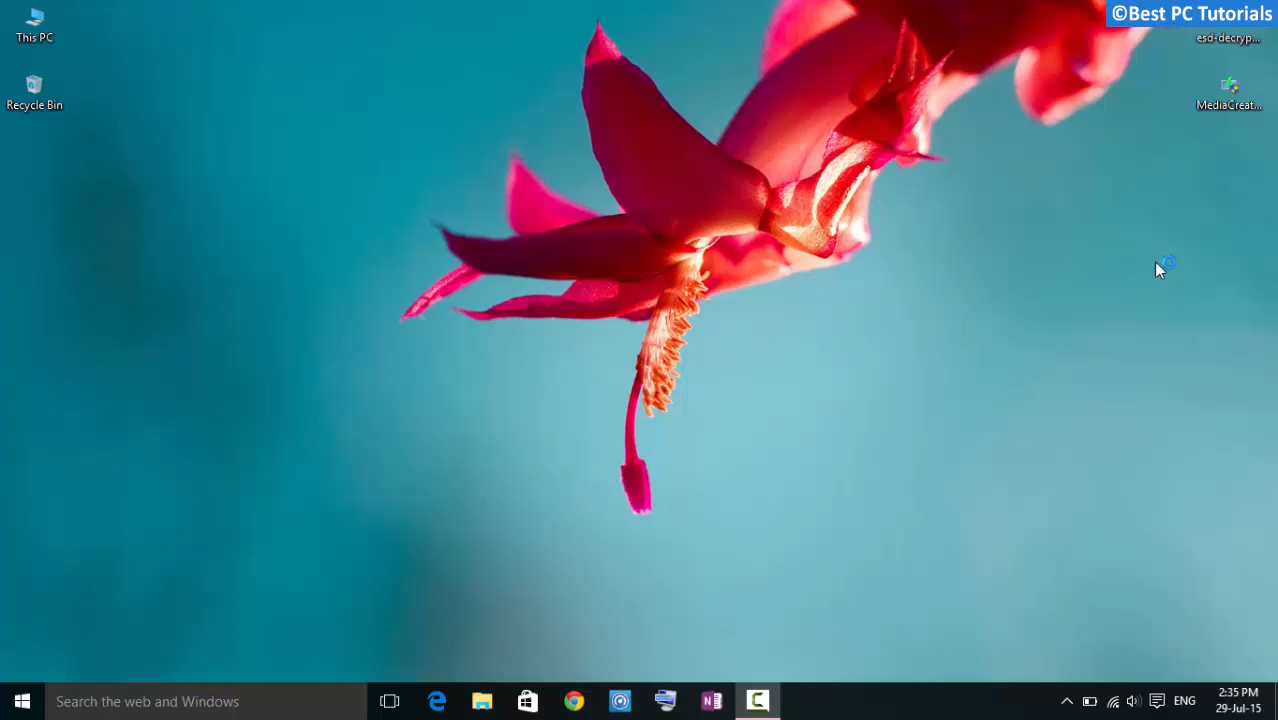 ©Best PC Tutorials
This PC
esd-decryp...
Recycle Bin
MediaCreat...
Search the web and Windows
ENG
2:35 PM
29-Jul-15